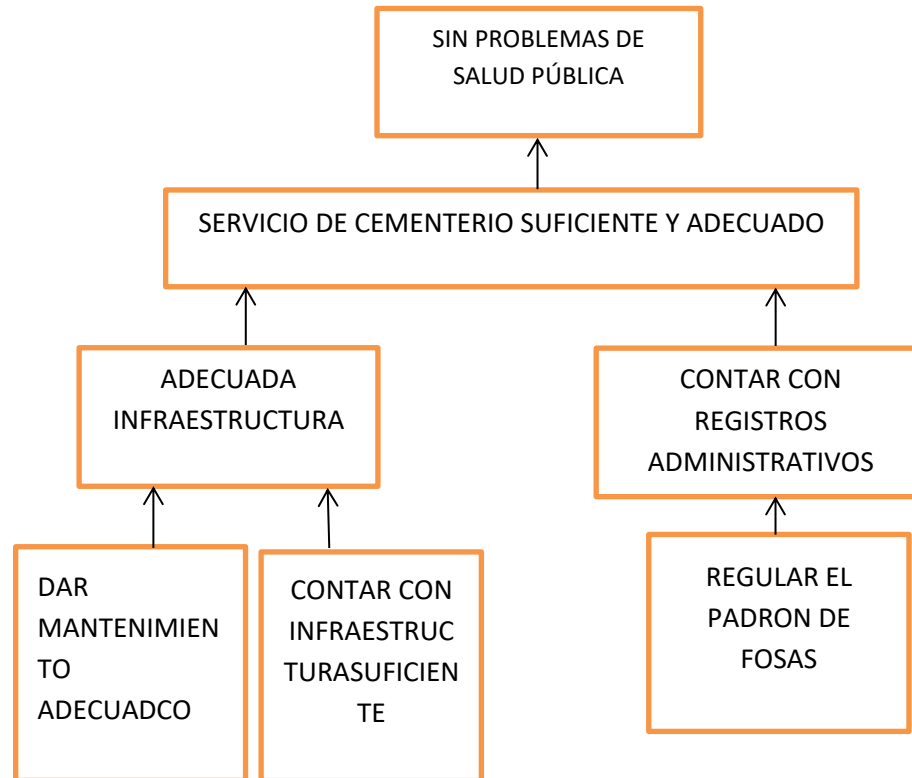 SIN PROBLEMAS DE
SALUD PÚBLICA
SERVICIO DE CEMENTERIO SUFICIENTE Y ADECUADO
ADECUADA
INFRAESTRUCTURA
CONTAR CON
REGISTROS
ADMINISTRATIVOS
DAR
MANTENIMIEN
TO
ADECUADCO
CONTAR CON
INFRAESTRUC
TURASUFICIEN
TE
REGULAR EL
PADRON DE
FOSAS